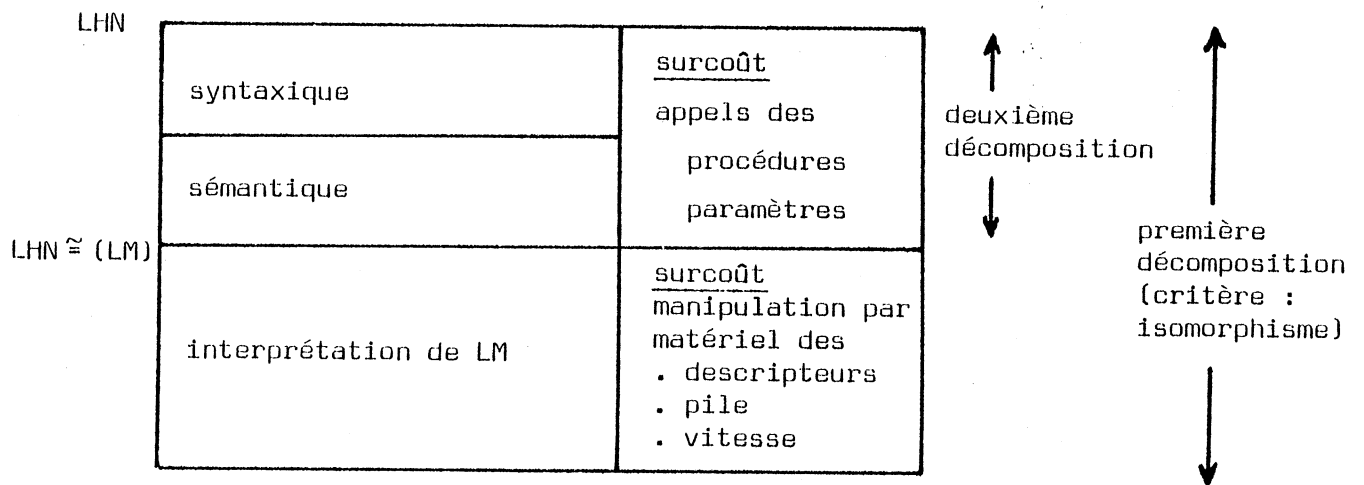 LHN
syntaxique
sémantique
LHN ≅ (LM)
interprétation de LM
surcoût
appels des
procédures
paramètres
surcoût
manipulation par
matériel des
. descripteurs
. pile
. vitesse
deuxième
décomposition
première
décomposition
(critère :
isomorphisme)